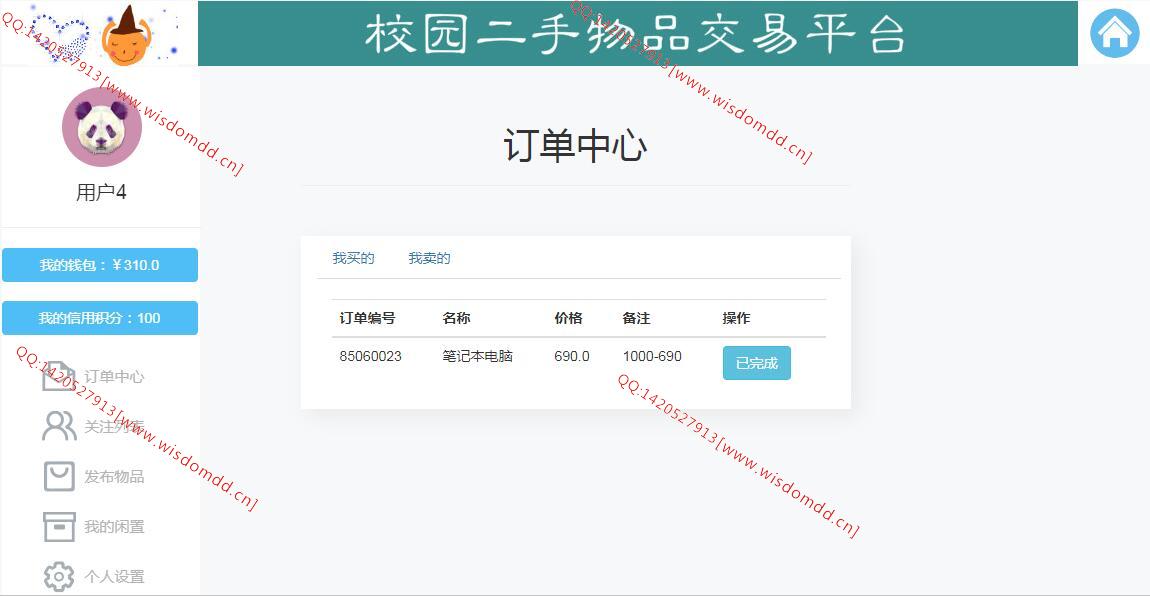 校园二手物品交易平台
用户4
我的钱包：￥310.0
我的信用积分：100
订单中心
关注列表
发布物品
我的闲置
个人设置
订单中心
我买的 我卖的
订单编号 名称 价格 备注 操作
85060023 笔记本电脑 690.0 1000-690 已完成
QQ:1420527913[www.wisdomdd.cn]
QQ:1420527913[www.wisdomdd.cn]
QQ:1420527913[www.wisdomdd.cn]
QQ:1420527913[www.wisdomdd.cn]